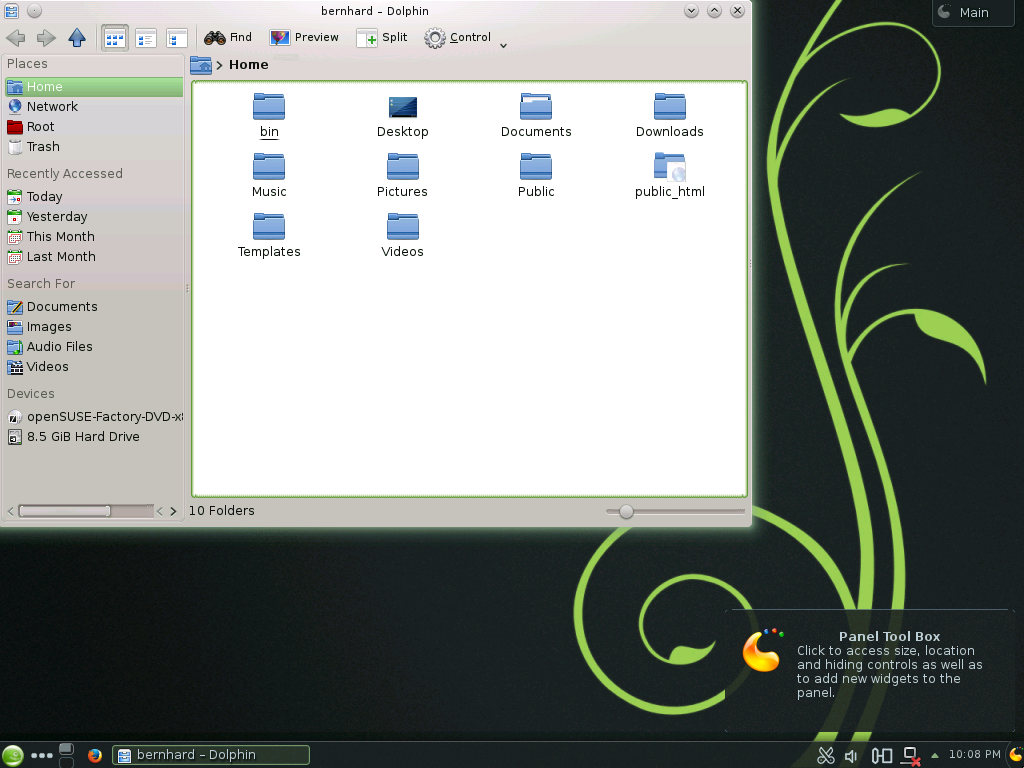 bernhard – Dolphin
Main
Find
Preview
Split
Control
Places
Home
Network
Root
Trash
Recently Accessed
Today
Yesterday
This Month
Last Month
Search For
Documents
Images
Audio Files
Videos
Devices
openSUSE-Factory-DVD-x8
8.5 GiB Hard Drive
> Home
bin
Desktop
Documents
Downloads
Music
Pictures
Public
public_html
Templates
Videos
10 Folders
Panel Tool Box
Click to access size, location
and hiding controls as well as
to add new widgets to the
panel.
bernhard – Dolphin
10:08 PM